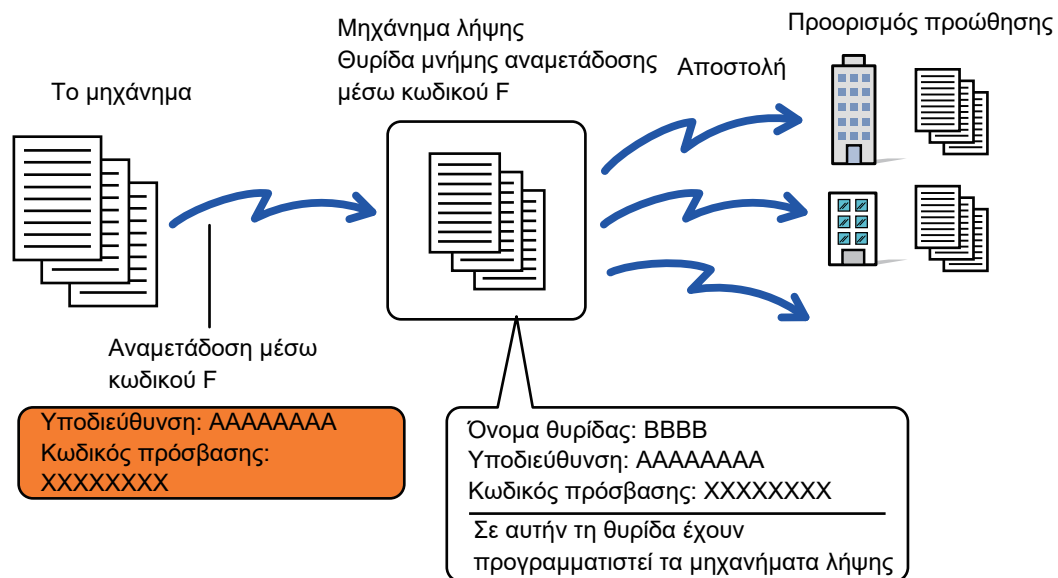 Το μηχάνημα
Μηχάνημα λήψης
Θυρίδα μνήμης αναμετάδοσης
μέσω κωδικού F
Αποστολή
Προορισμός προώθησης
Αναμετάδοση μέσω
κωδικού F
Υποδιεύθυνση: AAAAAAAA
Κωδικός πρόσβασης:
XXXXXXXX
Όνομα θυρίδας: BBBB
Υποδιεύθυνση: AAAAAAAA
Κωδικός πρόσβασης: XXXXXXXX
Σε αυτήν τη θυρίδα έχουν
προγραμματιστεί τα μηχανήματα λήψης